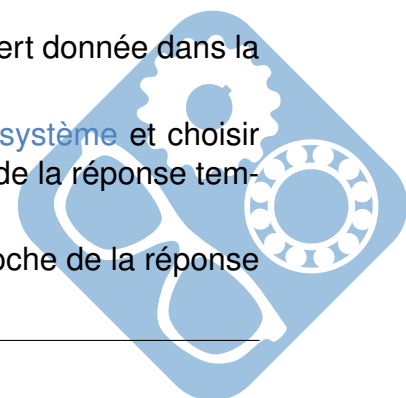 ert donnée dans la
système et choisir
de la réponse tem-
oche de la réponse